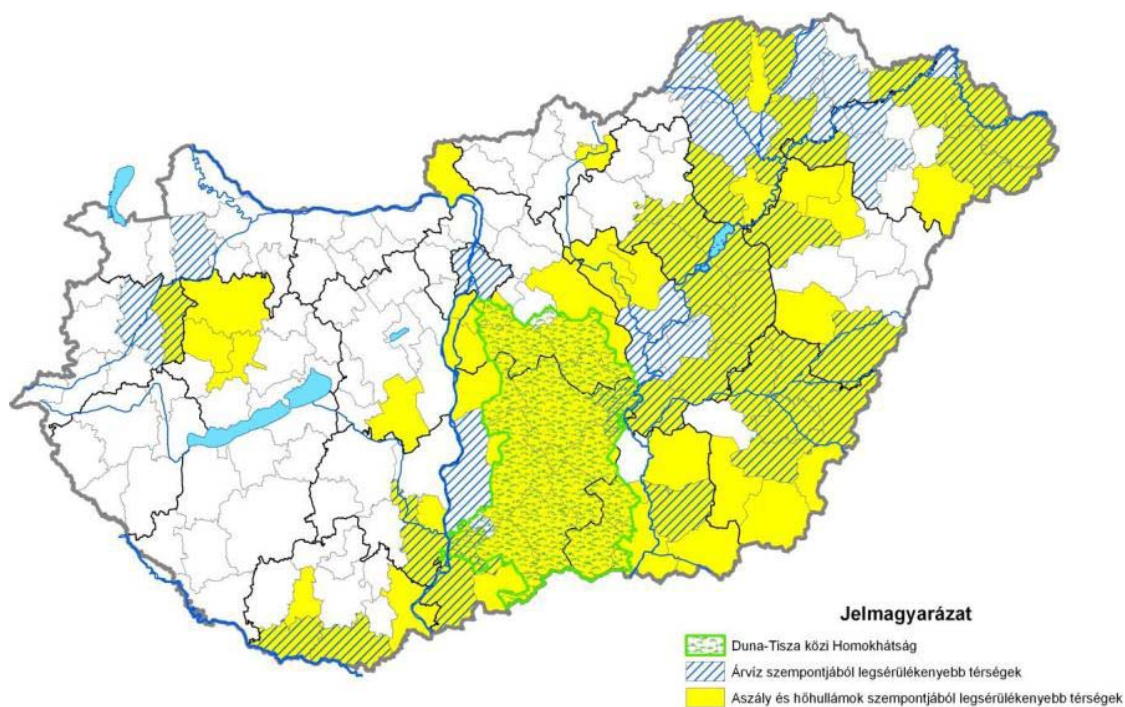 Jelmagyarázat
Duna-Tisza közi Homokhátság
Árvíz szempontjából legsérülékenyebb térségek
Aszály és hőhullámok szempontjából legsérülékenyebb térségek